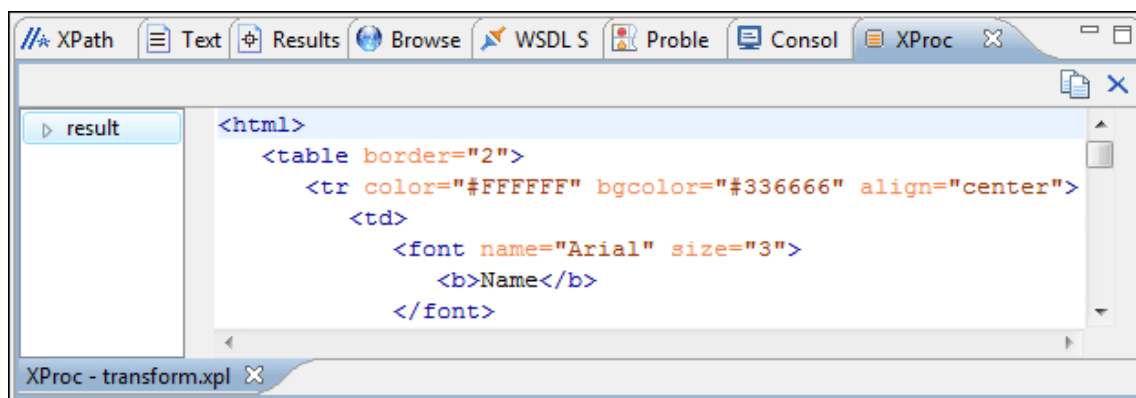 XPath Text Results Browse WSDL S Proble Consol XProc
result
<html>
<table border="2">
<tr color="#FFFFFF" bgcolor="#336666" align="center">
<td>
<font name="Arial" size="3">
<b>Name</b>
</font>
XProc - transform.xpl